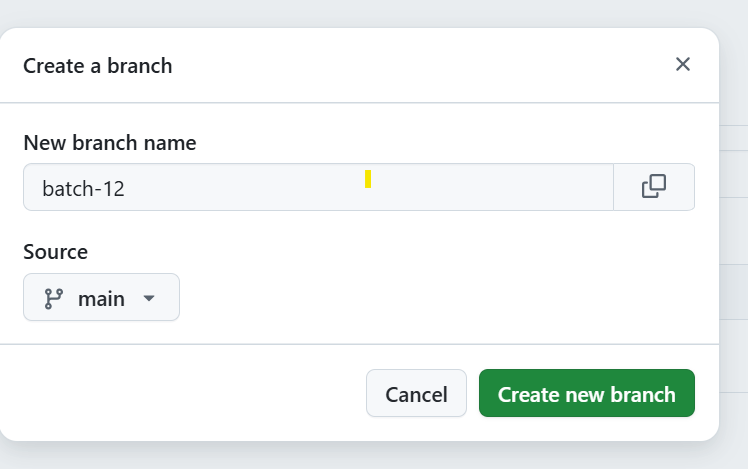 Create a branch
New branch name
batch-12
Source
main
Cancel
Create new branch